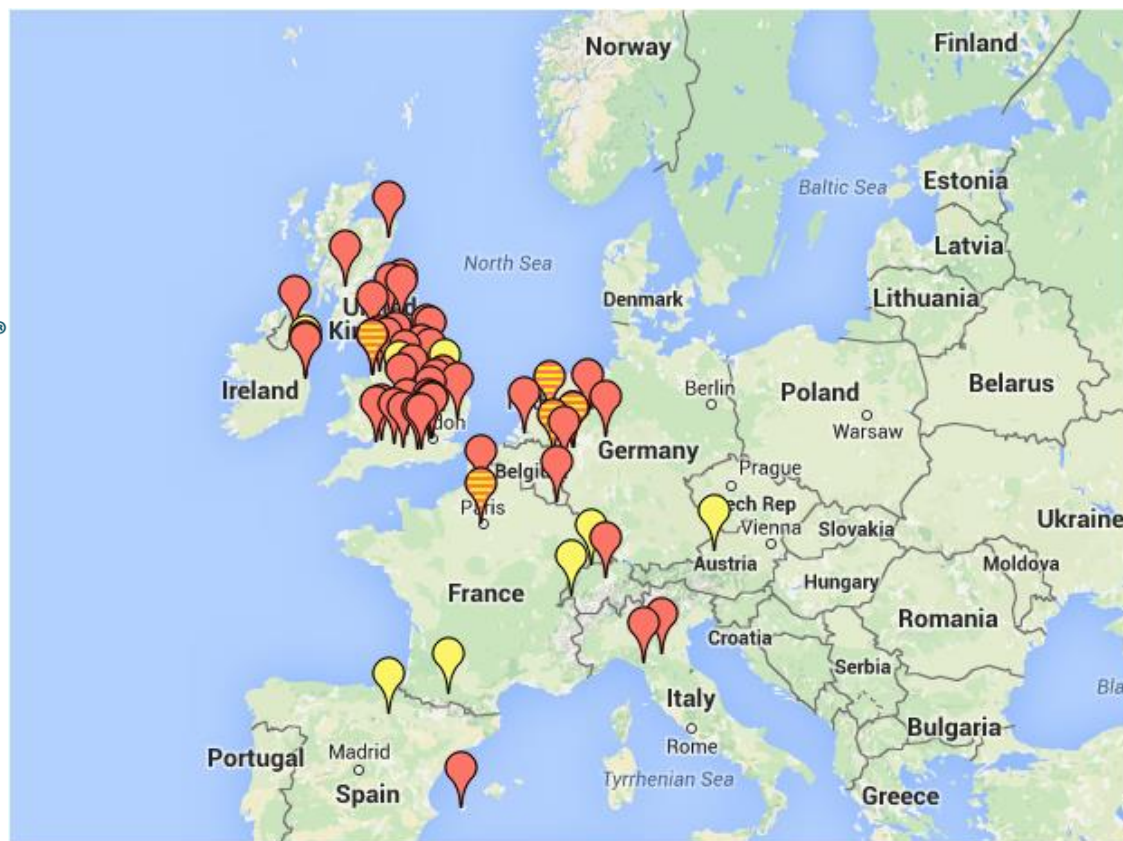 Norway
Finland
Baltic Sea
Estonia
North Sea
Latvia
Denmark
Lithuania
®
Ireland
Berlin
Poland
Belarus
Warsaw
Germany
Prague
Paris
Vienna
Slovakia
Ukraine
Austria
Moldova
Hungary
France
Romania
Croatia
Serbia
Italy
Bulgaria
Portugal
Madrid
Rome
Spain
Tyrrhenian Sea
Greece